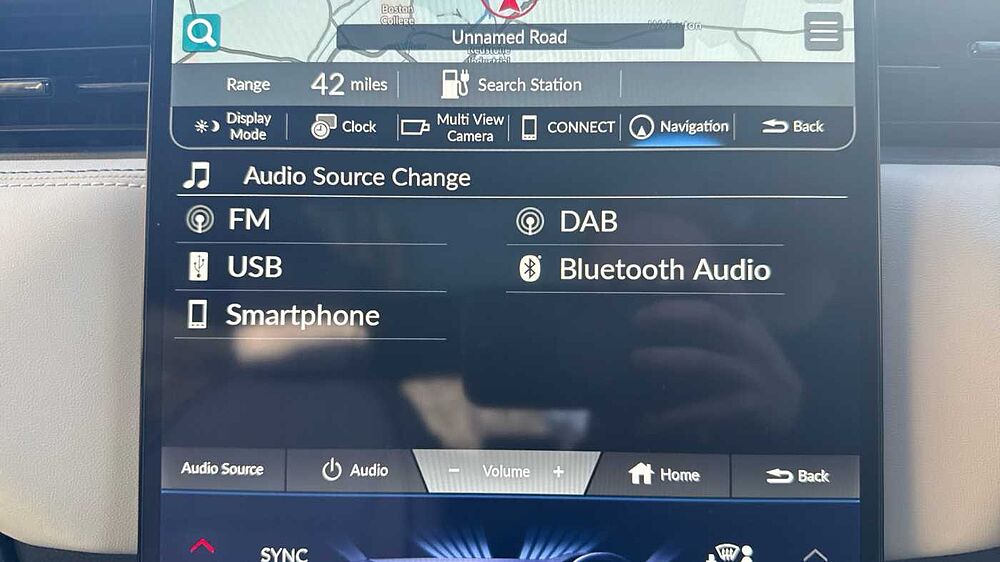 Boston
College
Wolverton
Unnamed Road
Range 42 miles Search Station
Display
Mode
Clock
Multi View
Camera
CONNECT
Navigation
Back
Audio Source Change
FM
DAB
USB
Bluetooth Audio
Smartphone
Audio Source
Audio
- Volume +
Home
Back
SYNC